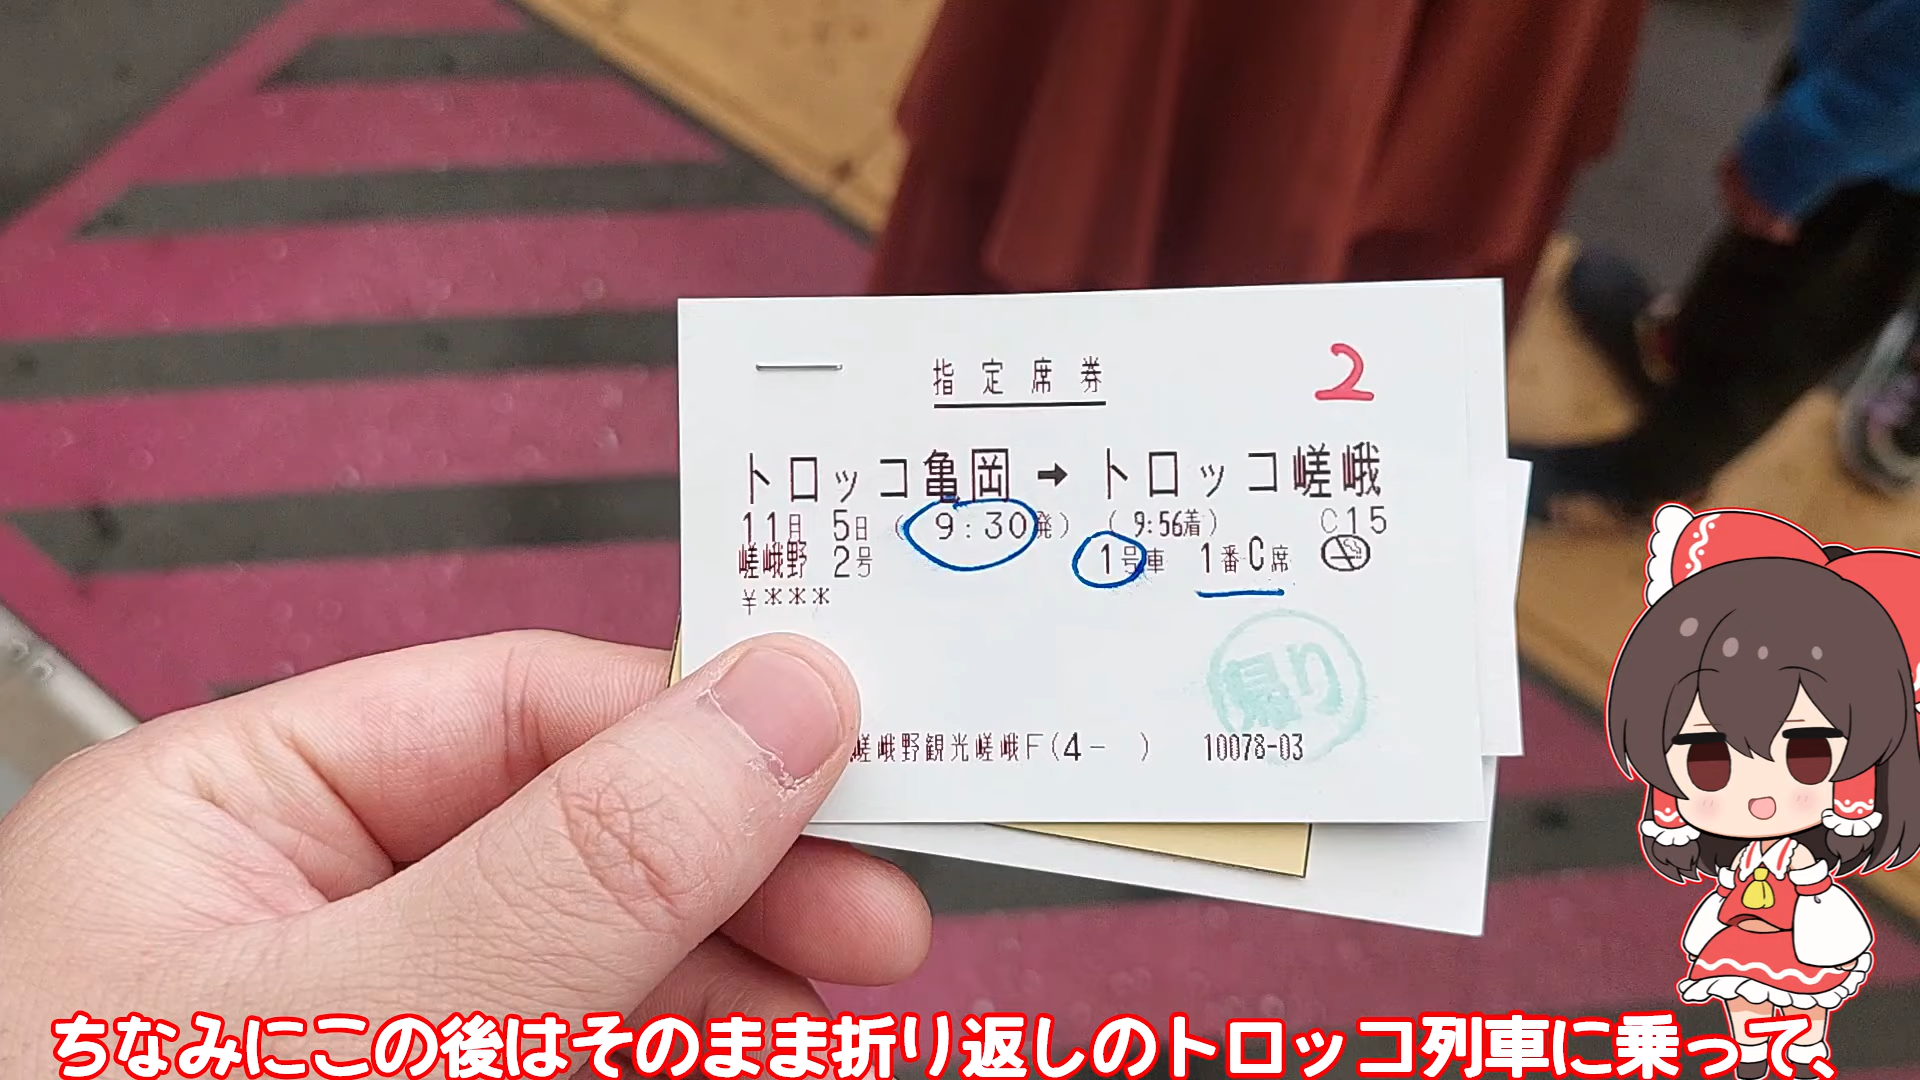 指定席券
2
トロッコ亀岡 → トロッコ嵯峨
11月 5日 ( 9:30発) ( 9:56着) C15
嵯峨野 2号 1号車 1番C席
¥***
帰り
嵯峨野観光嵯峨F(4- ) 10078-03
ちなみにこの後はそのまま折り返しのトロッコ列車に乗って、